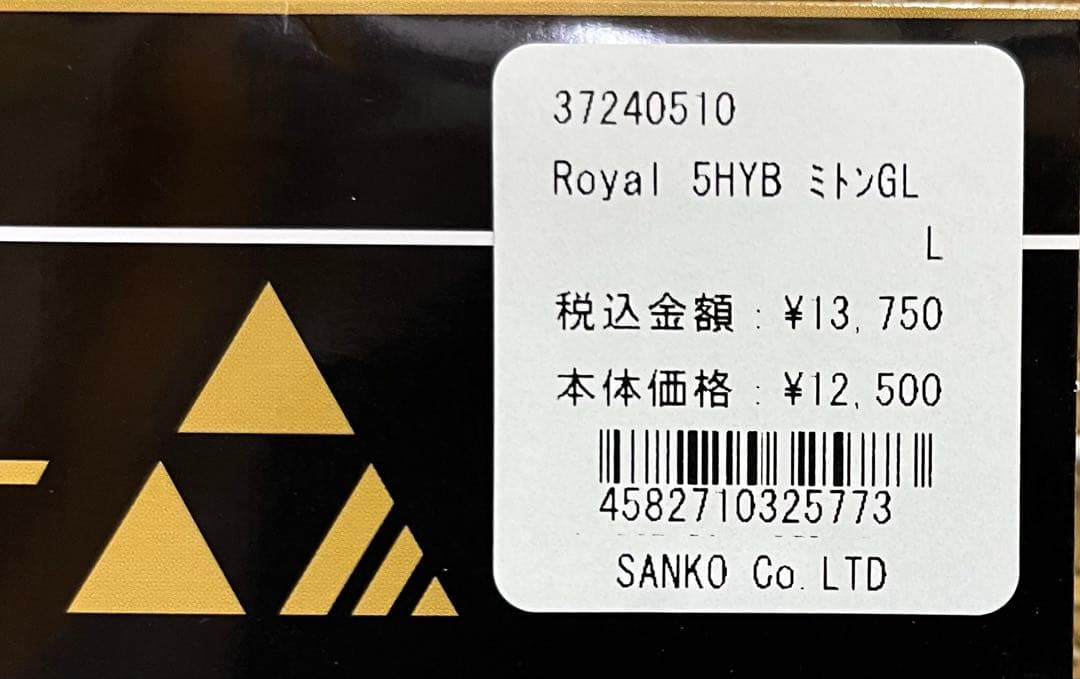 37240510
Royal 5HYB ﾐﾄﾝGL
L
税込金額:¥13,750
本体価格:¥12,500
4582710325773
SANKO Co.LTD